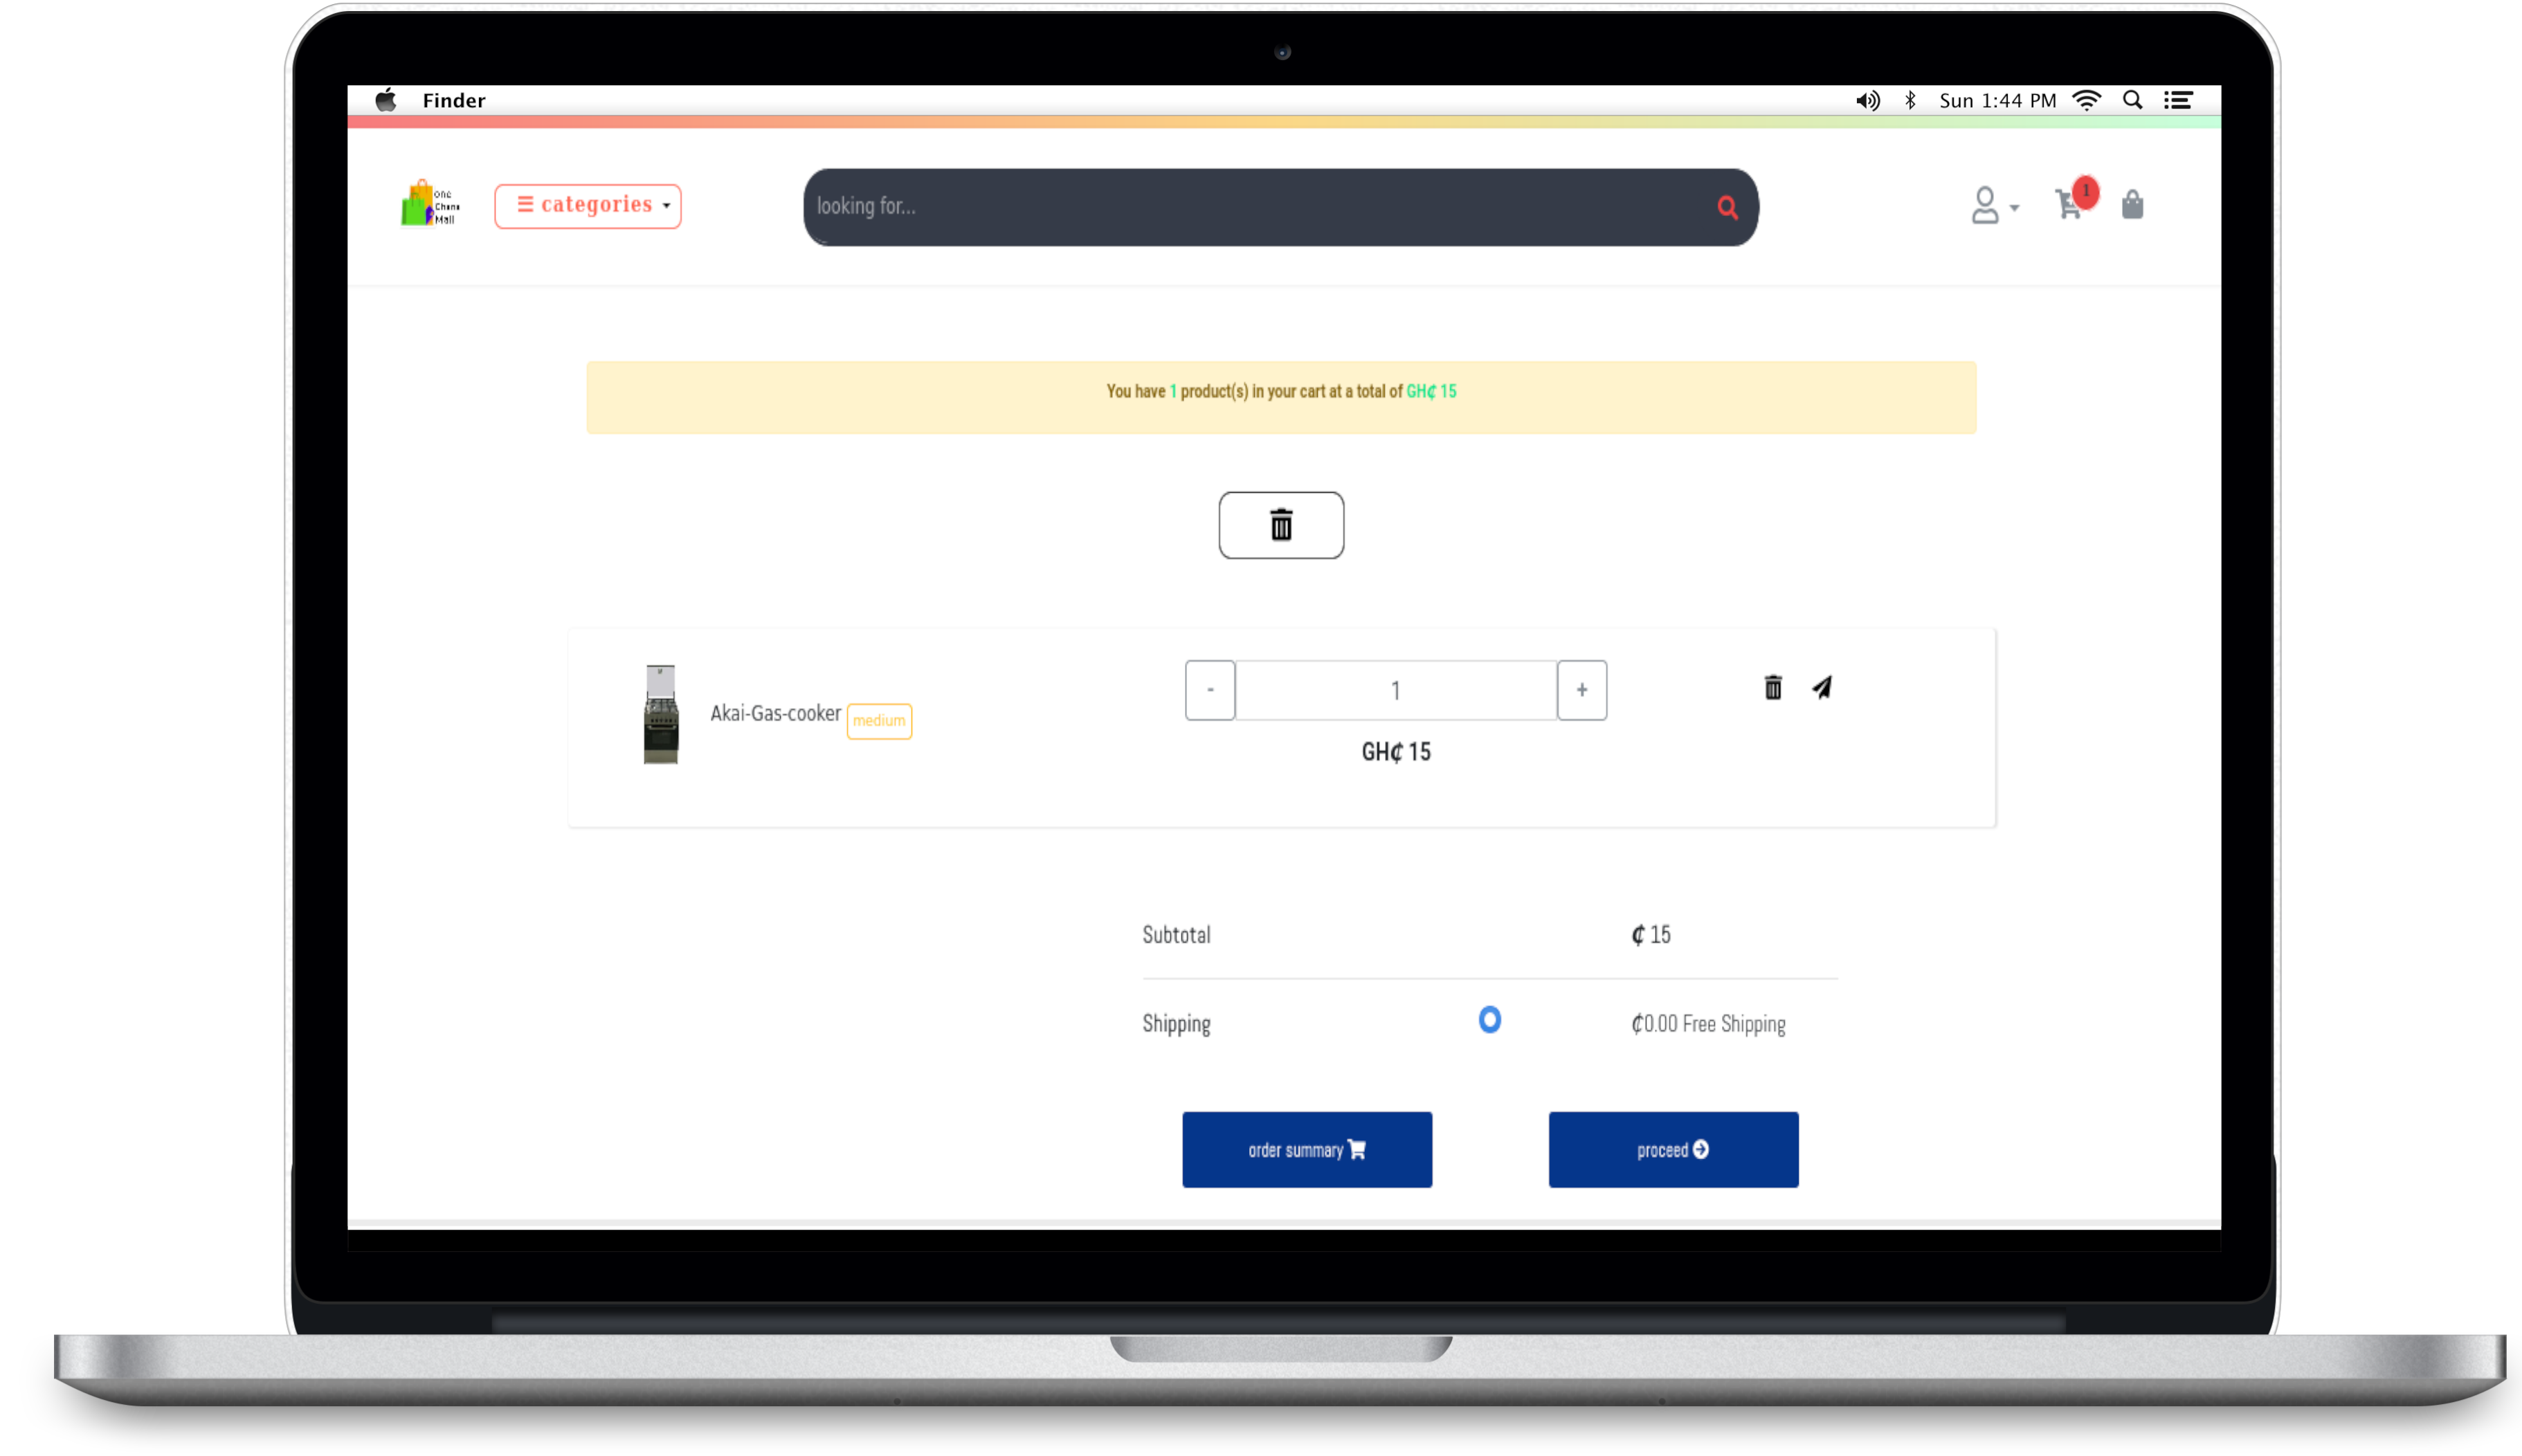 Finder
Sun 1:44 PM
One
Chana
Mall
categories
looking for...
1
You have 1 product(s) in your cart at a total of GH₵ 15
Akai-Gas-cooker medium
- 1 +
GH₵ 15
Subtotal ₵ 15
Shipping ₵0.00 Free Shipping
order summary
proceed